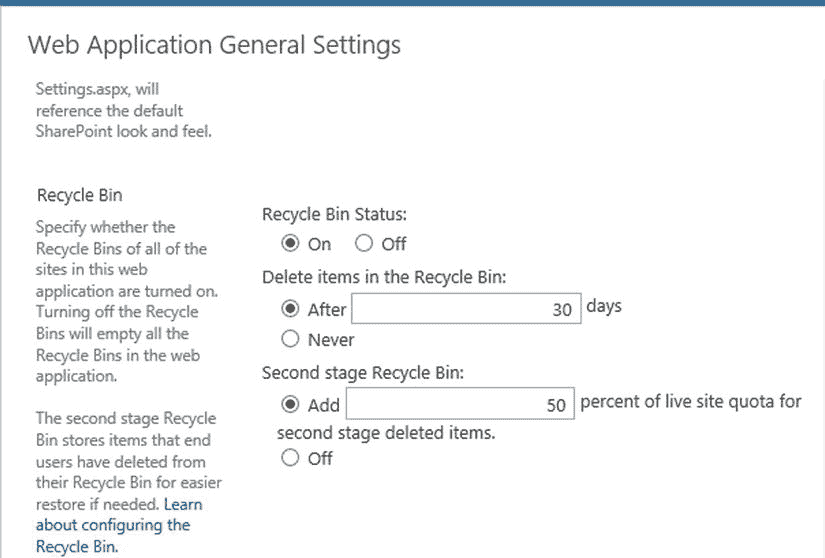 Web Application General Settings
Settings.aspx, will
reference the default
SharePoint look and feel.
Recycle Bin
Specify whether the
Recycle Bins of all of the
sites in this web
application are turned on.
Turning off the Recycle
Bins will empty all the
Recycle Bins in the web
application.
The second stage Recycle
Bin stores items that end
users have deleted from
their Recycle Bin for easier
restore if needed. Learn
about configuring the
Recycle Bin.
Recycle Bin Status:
On Off
Delete items in the Recycle Bin:
After 30 days
Never
Second stage Recycle Bin:
Add 50 percent of live site quota for
second stage deleted items.
Off